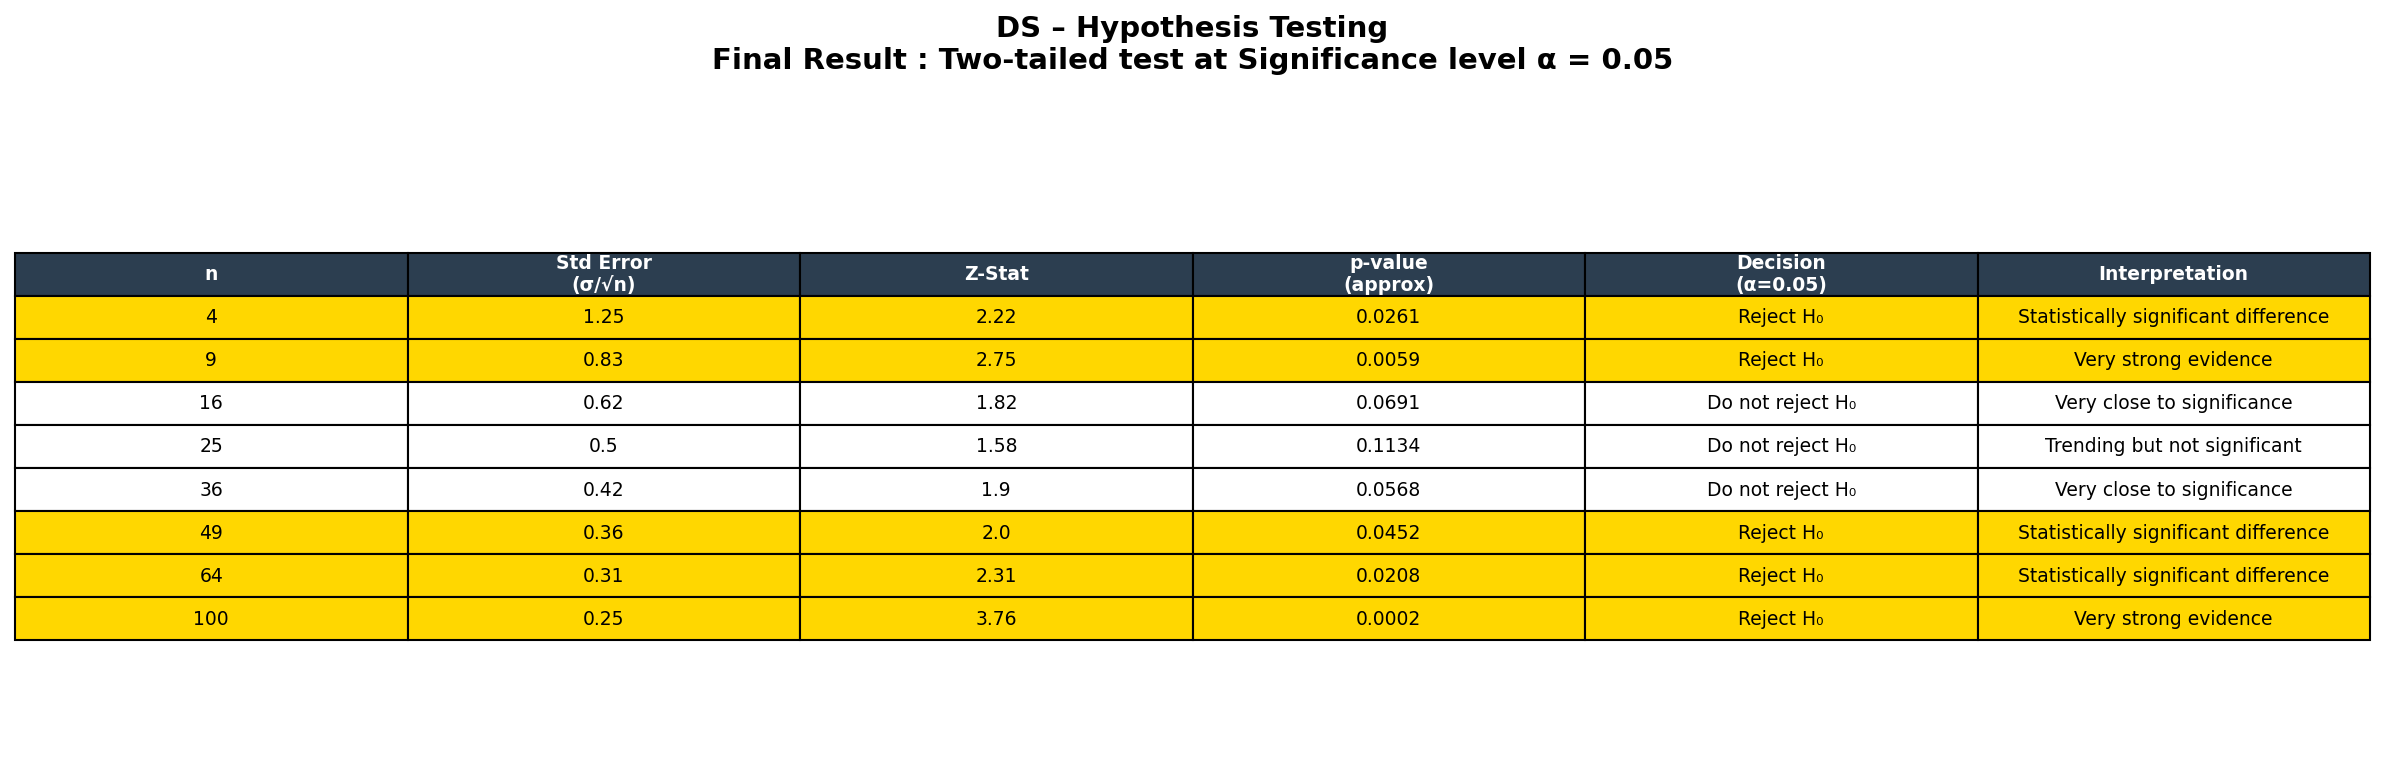 DS – Hypothesis Testing
Final Result : Two-tailed test at Significance level α = 0.05
n	Std Error (σ/√n)	Z-Stat	p-value (approx)	Decision (α=0.05)	Interpretation
4	1.25	2.22	0.0261	Reject H₀	Statistically significant difference
9	0.83	2.75	0.0059	Reject H₀	Very strong evidence
16	0.62	1.82	0.0691	Do not reject H₀	Very close to significance
25	0.5	1.58	0.1134	Do not reject H₀	Trending but not significant
36	0.42	1.9	0.0568	Do not reject H₀	Very close to significance
49	0.36	2.0	0.0452	Reject H₀	Statistically significant difference
64	0.31	2.31	0.0208	Reject H₀	Statistically significant difference
100	0.25	3.76	0.0002	Reject H₀	Very strong evidence